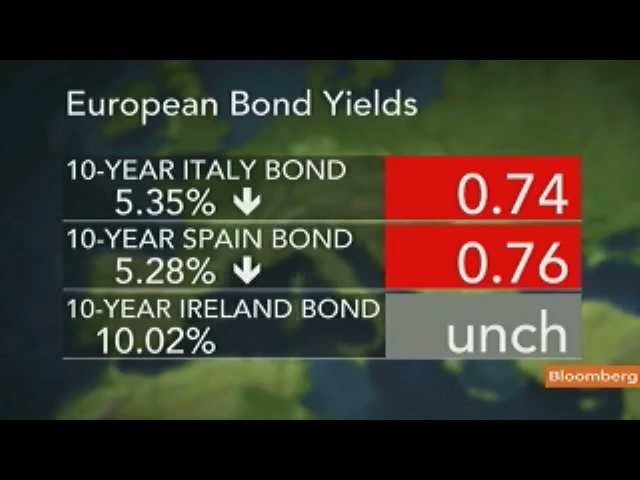 European Bond Yields
10-YEAR ITALY BOND
5.35% ↓
0.74
10-YEAR SPAIN BOND
5.28% ↓
0.76
10-YEAR IRELAND BOND
10.02%
unch
Bloomberg